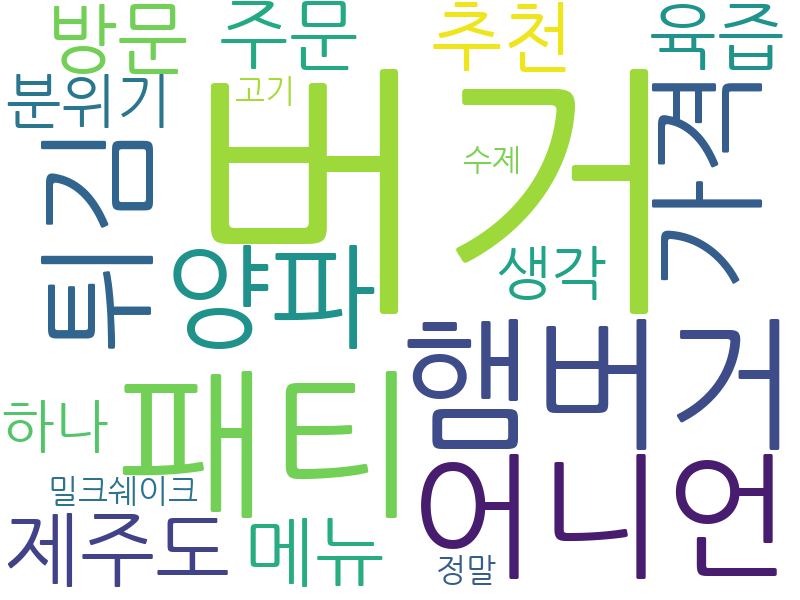 방문
주문
추천
육즙
분위기
고기
버거
수제
가격
튀김
양파
생각
햄버거
패티
하나
어니언
밀크쉐이크
제주도
메뉴
정말